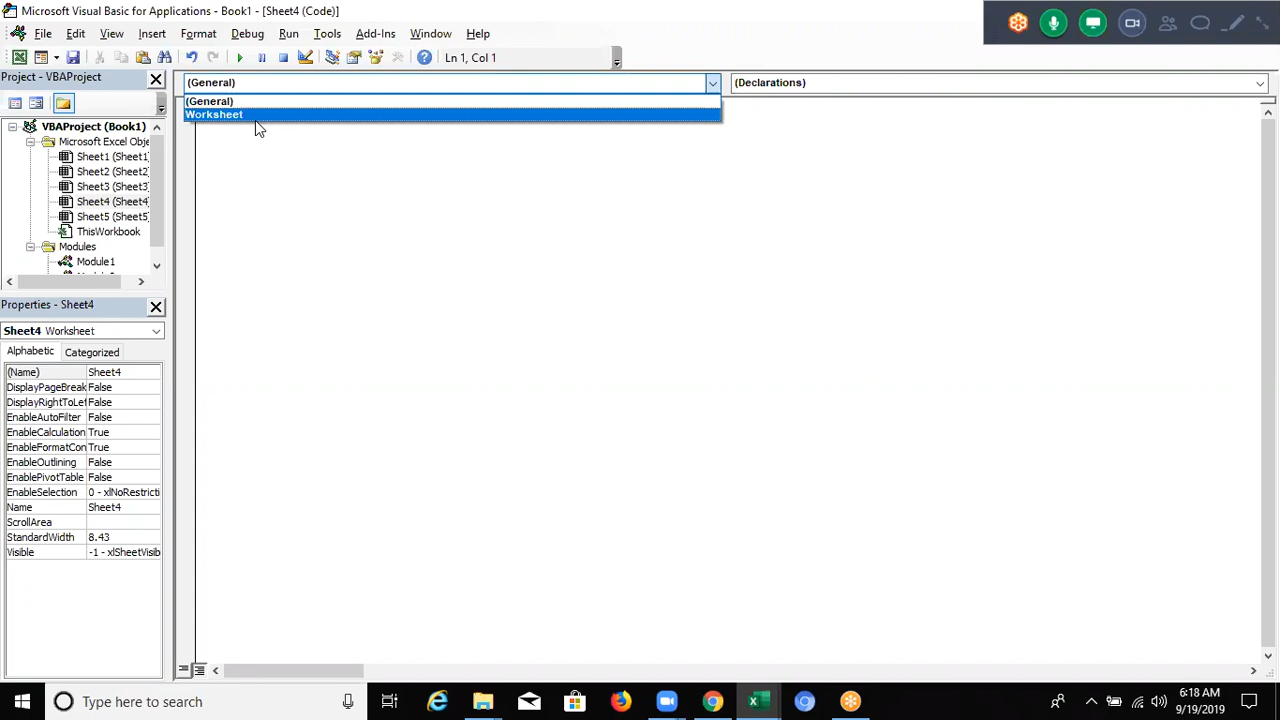 Microsoft Visual Basic for Applications - Book1 - [Sheet4 (Code)]
File Edit View Insert Format Debug Run Tools Add-Ins Window Help
Ln 1, Col 1
Project - VBAProject
(General)
(Declarations)
(General)
Worksheet
VBAProject (Book1)
Microsoft Excel Obje
Sheet1 (Sheet1)
Sheet2 (Sheet2)
Sheet3 (Sheet3)
Sheet4 (Sheet4)
Sheet5 (Sheet5)
ThisWorkbook
Modules
Module1
Properties - Sheet4
Sheet4 Worksheet
Alphabetic Categorized
(Name) Sheet4
DisplayPageBreak False
DisplayRightToLef False
EnableAutoFilter False
EnableCalculation True
EnableFormatCon True
EnableOutlining False
EnablePivotTable False
EnableSelection 0 - xlNoRestricti
Name Sheet4
ScrollArea
StandardWidth 8.43
Visible -1 - xlSheetVisib
Type here to search
6:18 AM
9/19/2019